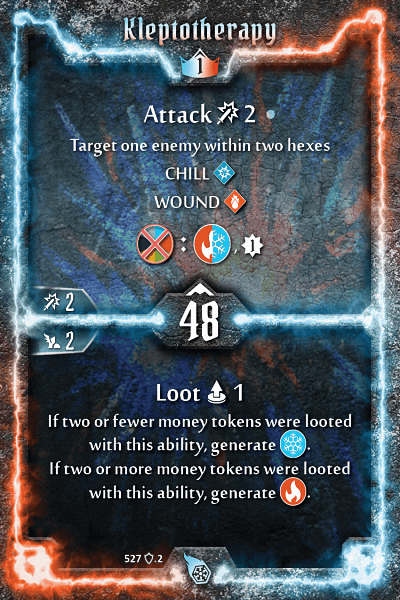 Kleptotherapy
1
Attack 2
Target one enemy within two hexes
CHILL
WOUND
: , 1
2
48
2
Loot 1
If two or fewer money tokens were looted
with this ability, generate .
If two or more money tokens were looted
with this ability, generate .
527 .2